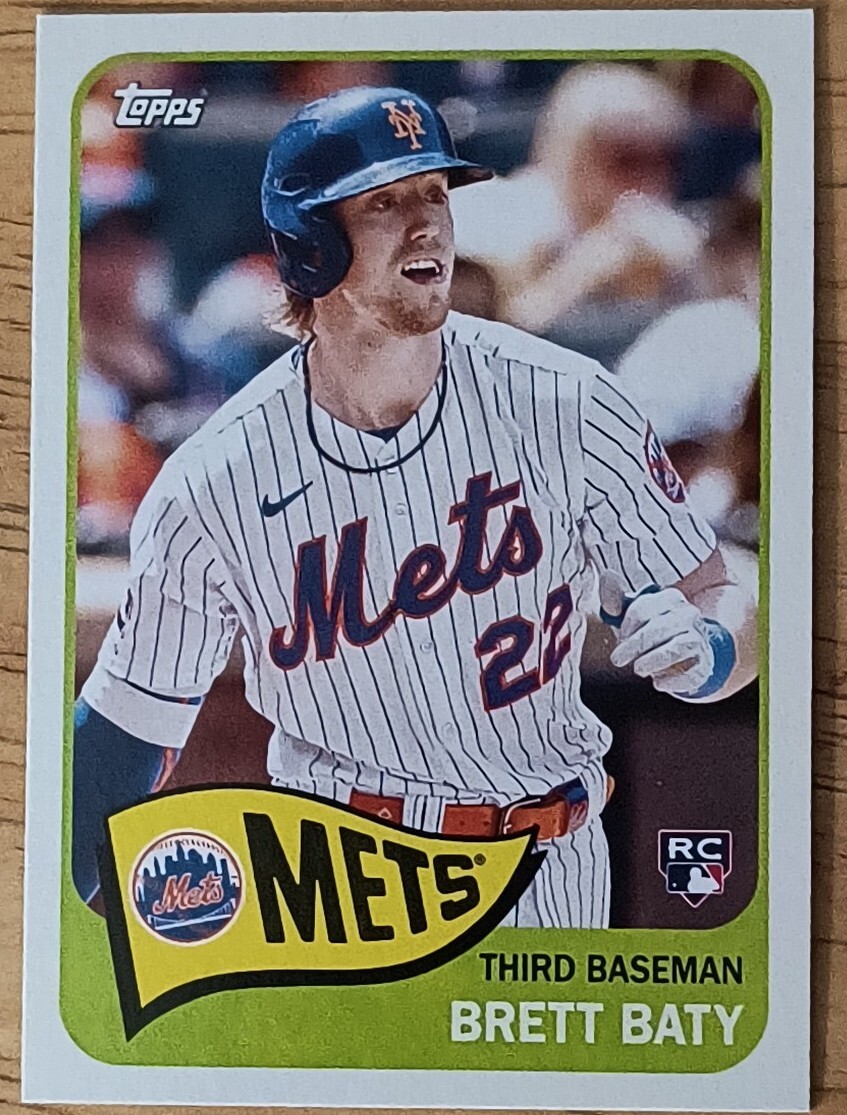 Topps
NY
Mets
22
Mets
METS®
RC
THIRD BASEMAN
BRETT BATY